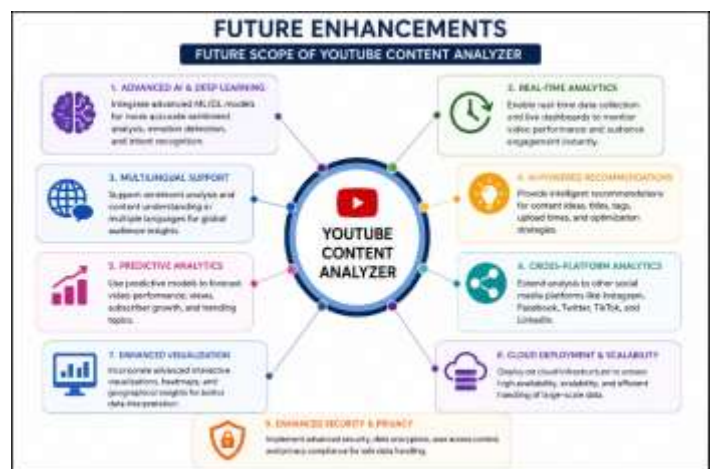 FUTURE ENHANCEMENTS
FUTURE SCOPE OF YOUTUBE CONTENT ANALYZER
1. ADVANCED AI & DEEP LEARNING
Integrate advanced ML/DL models
for more accurate sentiment
analysis, emotion detection,
and intent recognition.
2. REAL-TIME ANALYTICS
Enable real-time data collection
and live dashboards to monitor
video performance and audience
engagement instantly.
3. MULTILINGUAL SUPPORT
Support sentiment analysis and
content understanding in
multiple languages for global
audience insights.
4. AI-POWERED RECOMMENDATIONS
Provide intelligent recommendations
for content ideas, titles, tags,
upload times, and optimization
strategies.
YOUTUBE
CONTENT
ANALYZER
5. PREDICTIVE ANALYTICS
Use predictive models to forecast
video performance, views,
subscriber growth, and trending
topics.
6. CROSS-PLATFORM ANALYTICS
Extend analysis to other social
media platforms like Instagram,
Facebook, Twitter, TikTok, and
LinkedIn.
7. ENHANCED VISUALIZATION
Incorporate advanced interactive
visualizations, heatmaps, and
geographical insights for better
data interpretation.
8. CLOUD DEPLOYMENT & SCALABILITY
Deploy on cloud infrastructure to ensure
high availability, scalability, and efficient
handling of large-scale data.
9. ENHANCED SECURITY & PRIVACY
Implement advanced security, data encryption, user access control,
and privacy compliance for safe data handling.